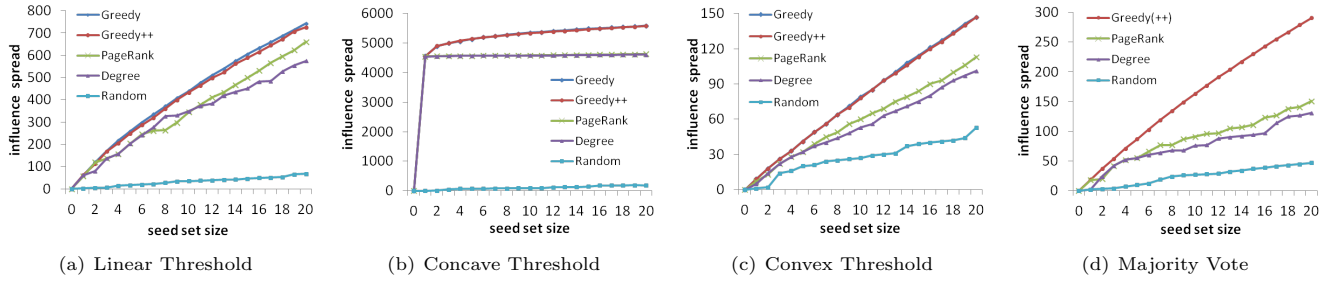 influence spread
800
700
600
500
400
300
200
100
0
Greedy
Greedy++
PageRank
Degree
Random
0 2 4 6 8 10 12 14 16 18 20
seed set size
(a) Linear Threshold
influence spread
6000
5000
4000
3000
2000
1000
0
Greedy
Greedy++
PageRank
Degree
Random
0 2 4 6 8 10 12 14 16 18 20
seed set size
(b) Concave Threshold
influence spread
150
120
90
60
30
0
Greedy
Greedy++
PageRank
Degree
Random
0 2 4 6 8 10 12 14 16 18 20
seed set size
(c) Convex Threshold
influence spread
300
250
200
150
100
50
0
Greedy(++)
PageRank
Degree
Random
0 2 4 6 8 10 12 14 16 18 20
seed set size
(d) Majority Vote